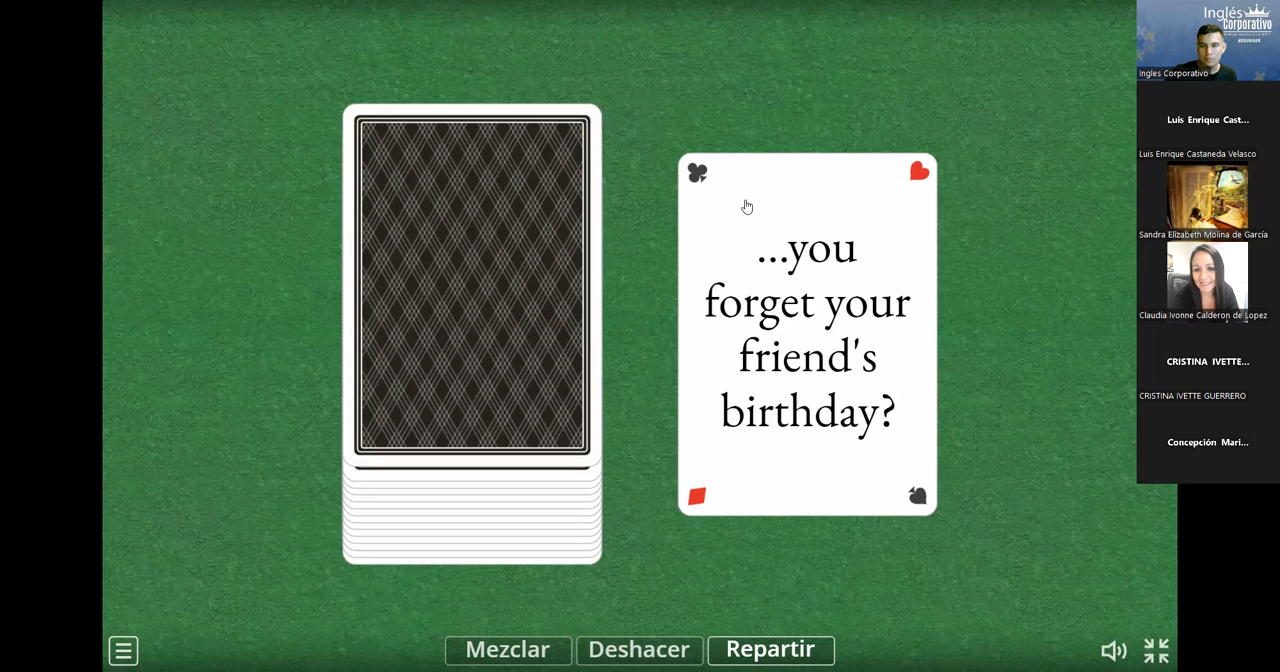 ...you
forget your
friend's
birthday?
Mezclar
Deshacer
Repartir
Inglés
Corporativo
BEGINNER
Ingles Corporativo
Luis Enrique Cast...
Luis Enrique Castaneda Velasco
Sandra Elizabeth Molina de García
Claudia Ivonne Calderon de Lopez
CRISTINA IVETTE...
CRISTINA IVETTE GUERRERO
Concepción Mari...